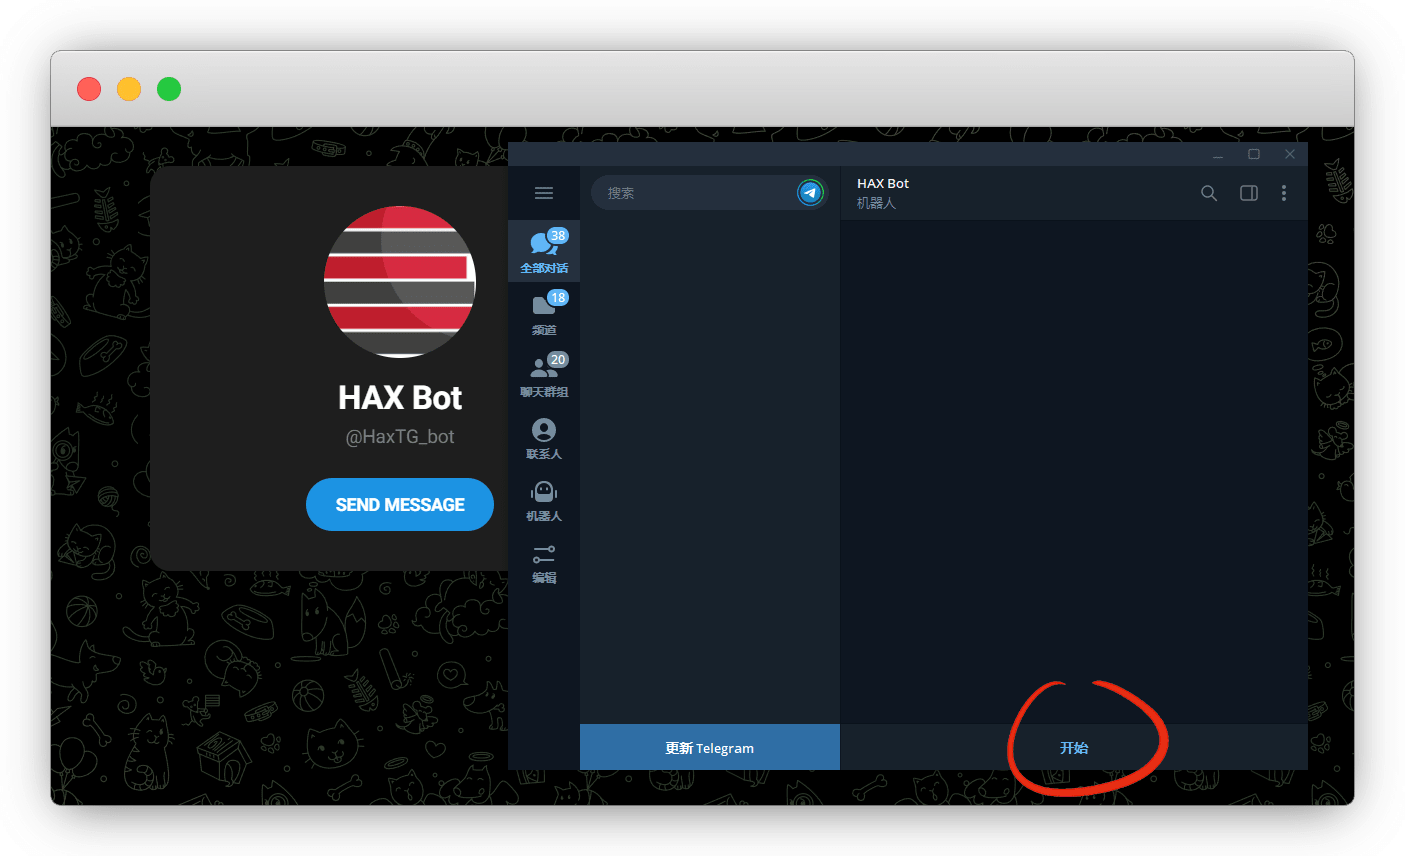 HAX Bot
@HaxTG_bot
SEND MESSAGE
搜索
38
全部对话
18
频道
20
聊天群组
联系人
机器人
编辑
更新 Telegram
HAX Bot
机器人
开始